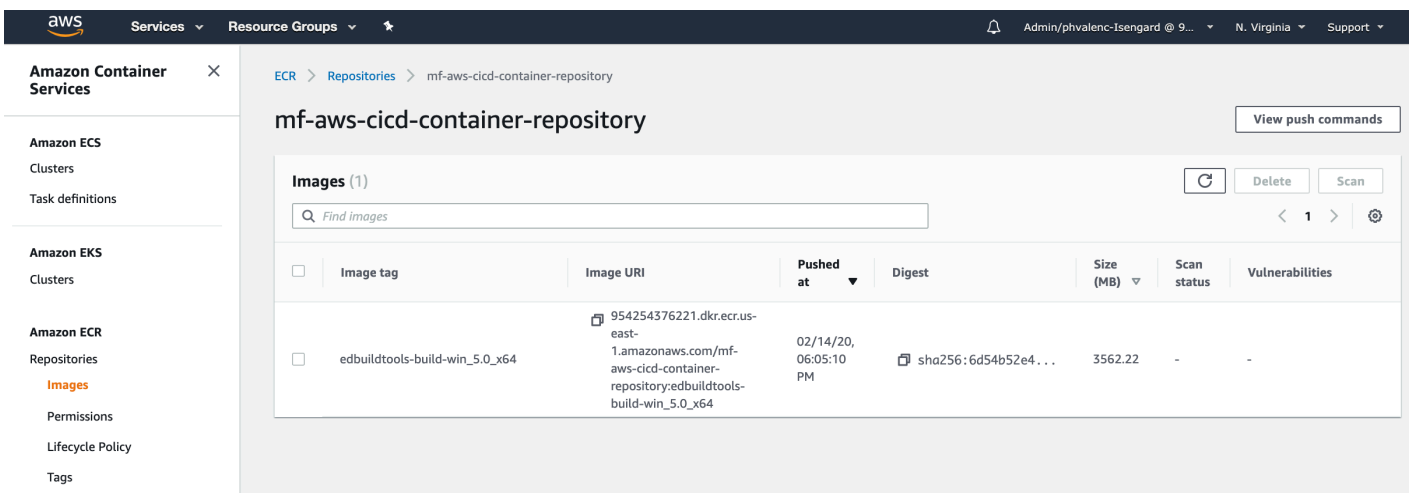 aws Services Resource Groups Admin/phvalenc-Isengard @ 9... N. Virginia Support
Amazon Container
Services
Amazon ECS
Clusters
Task definitions
Amazon EKS
Clusters
Amazon ECR
Repositories
Images
Permissions
Lifecycle Policy
Tags
ECR > Repositories > mf-aws-cicd-container-repository
mf-aws-cicd-container-repository
View push commands
Images (1)
Delete
Scan
Find images
< 1 >
Image tag
Image URI
Pushed
at
Digest
Size
(MB)
Scan
status
Vulnerabilities
edbuildtools-build-win_5.0_x64
954254376221.dkr.ecr.us-
east-
1.amazonaws.com/mf-
aws-cicd-container-
repository:edbuildtools-
build-win_5.0_x64
02/14/20,
06:05:10
PM
sha256:6d54b52e4...
3562.22
-
-